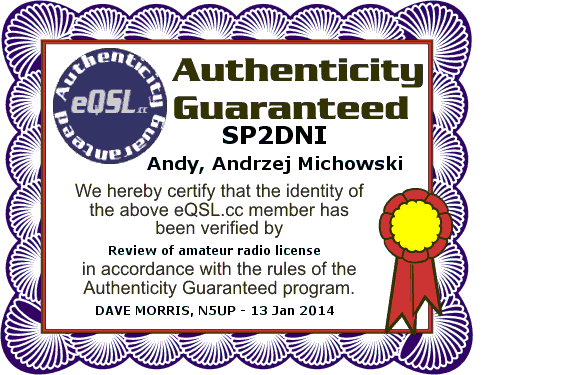 Authenticity Guaranteed
eQSL.cc
Authenticity
Guaranteed
SP2DNI
Andy, Andrzej Michowski
We hereby certify that the identity of
the above eQSL.cc member has
been verified by
Review of amateur radio license
in accordance with the rules of the
Authenticity Guaranteed program.
DAVE MORRIS, N5UP - 13 Jan 2014